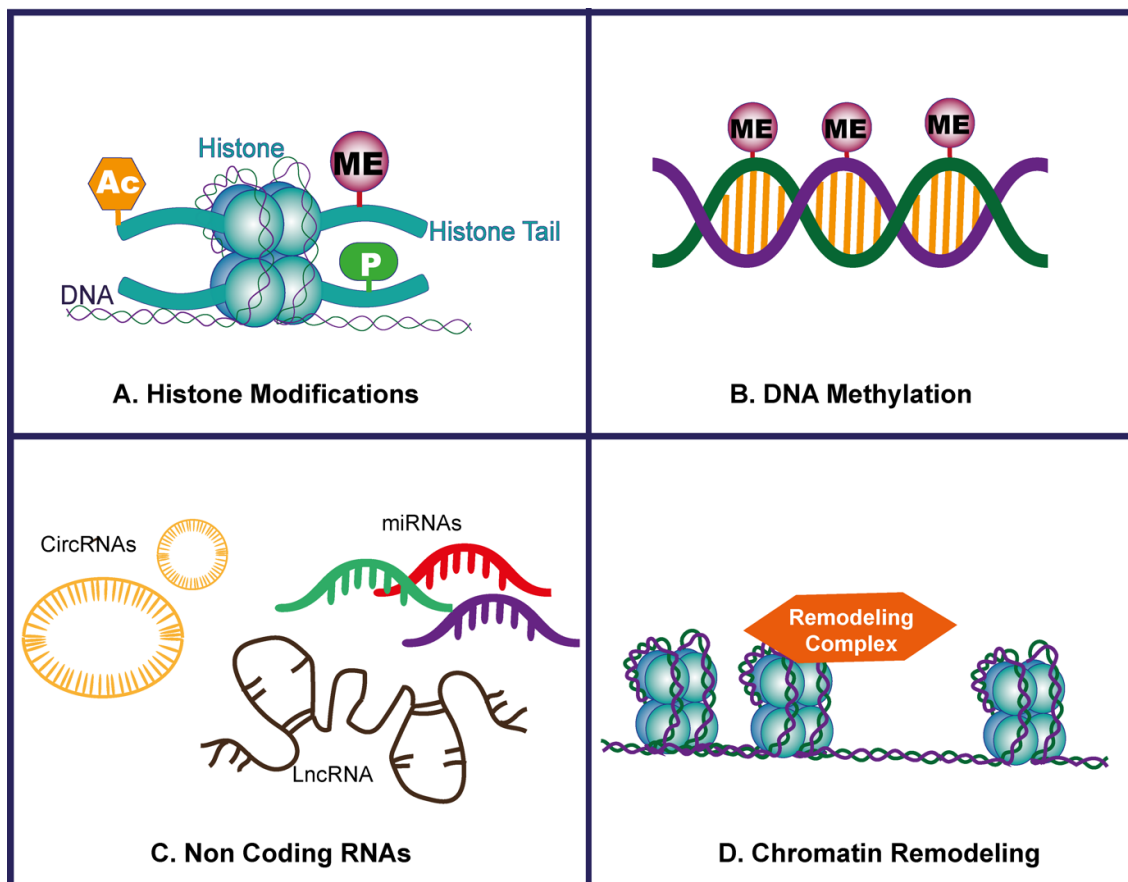 Histone
Ac
ME
Histone Tail
P
DNA
A. Histone Modifications
ME
ME
ME
B. DNA Methylation
CircRNAs
miRNAs
LncRNA
C. Non Coding RNAs
Remodeling
Complex
D. Chromatin Remodeling